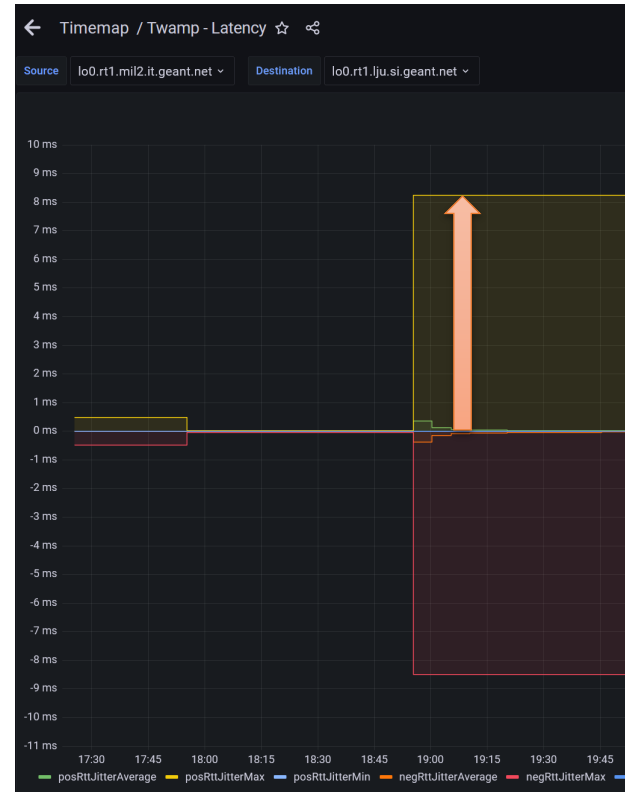 Timemap / Twamp - Latency
Source lo0.rt1.mil2.it.geant.net Destination lo0.rt1.lju.si.geant.net
10 ms
9 ms
8 ms
7 ms
6 ms
5 ms
4 ms
3 ms
2 ms
1 ms
0 ms
-1 ms
-2 ms
-3 ms
-4 ms
-5 ms
-6 ms
-7 ms
-8 ms
-9 ms
-10 ms
-11 ms
17:30 17:45 18:00 18:15 18:30 18:45 19:00 19:15 19:30 19:45
posRttJitterAverage posRttJitterMax posRttJitterMin negRttJitterAverage negRttJitterMax